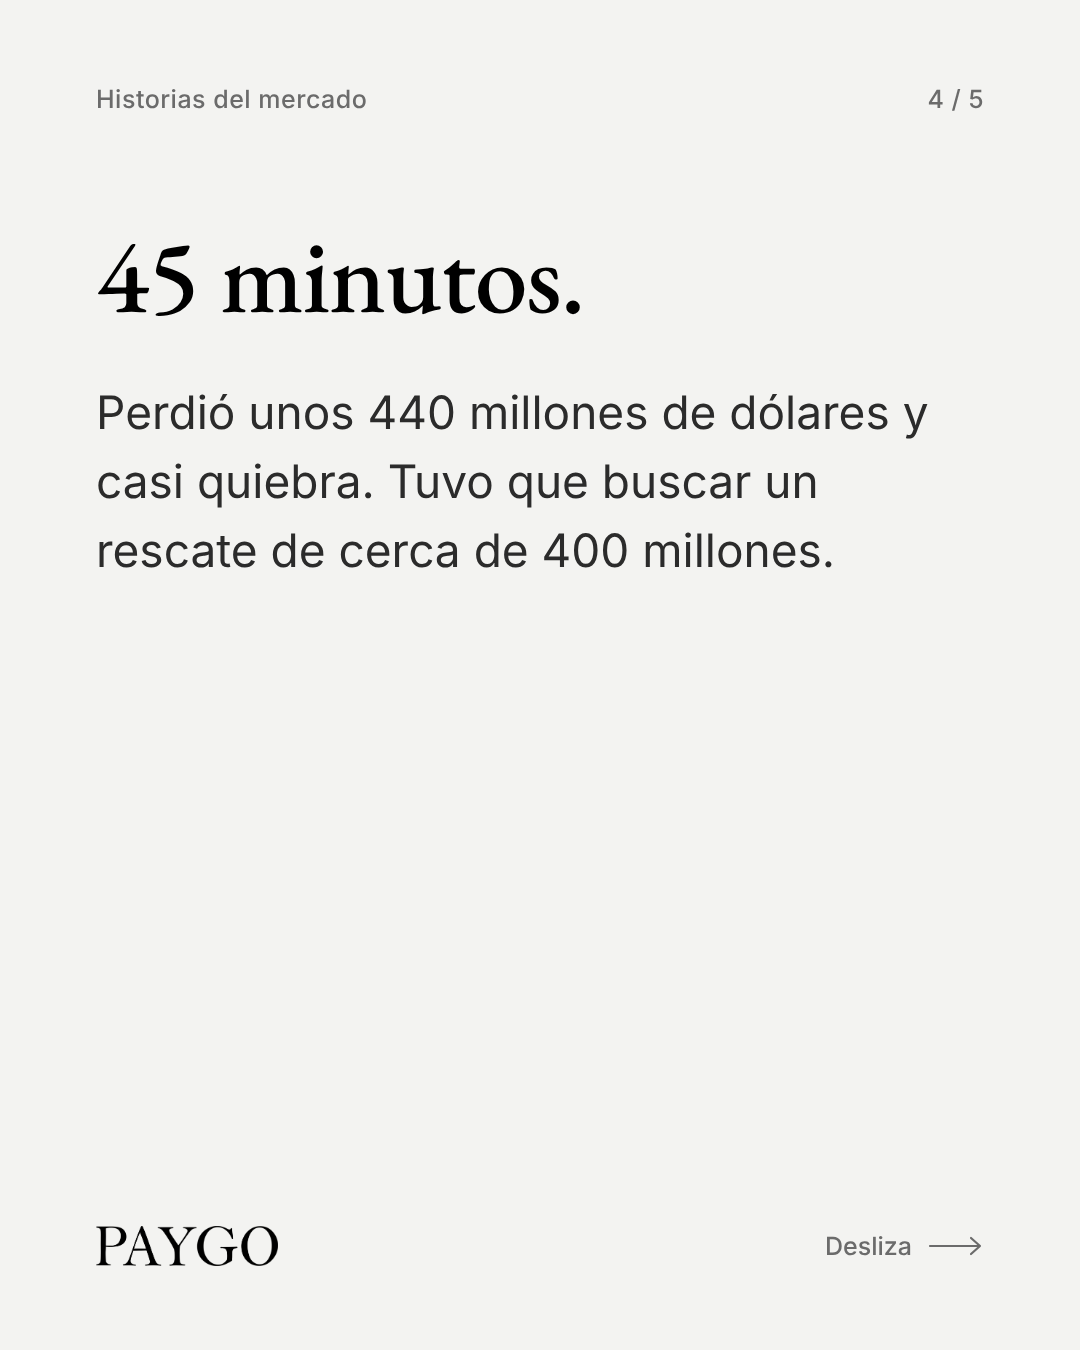 Historias del mercado
4 / 5
45 minutos.
Perdió unos 440 millones de dólares y
casi quiebra. Tuvo que buscar un
rescate de cerca de 400 millones.
PAYGO
Desliza